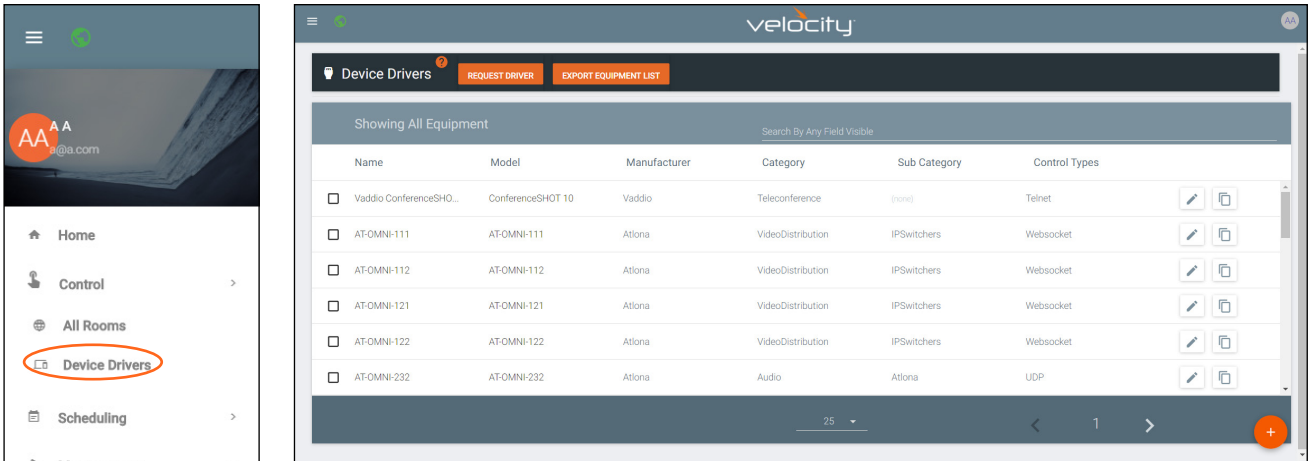 AA
A A
a@a.com
Home
Control
All Rooms
Device Drivers
Scheduling
velocity
AA
Device Drivers ?
REQUEST DRIVER
EXPORT EQUIPMENT LIST
Showing All Equipment
Search By Any Field Visible
Name Model Manufacturer Category Sub Category Control Types
Vaddio ConferenceSHO... ConferenceSHOT 10 Vaddio Teleconference (none) Telnet
AT-OMNI-111 AT-OMNI-111 Atlona VideoDistribution IPSwitchers Websocket
AT-OMNI-112 AT-OMNI-112 Atlona VideoDistribution IPSwitchers Websocket
AT-OMNI-121 AT-OMNI-121 Atlona VideoDistribution IPSwitchers Websocket
AT-OMNI-122 AT-OMNI-122 Atlona VideoDistribution IPSwitchers Websocket
AT-OMNI-232 AT-OMNI-232 Atlona Audio Atlona UDP
25 1
+